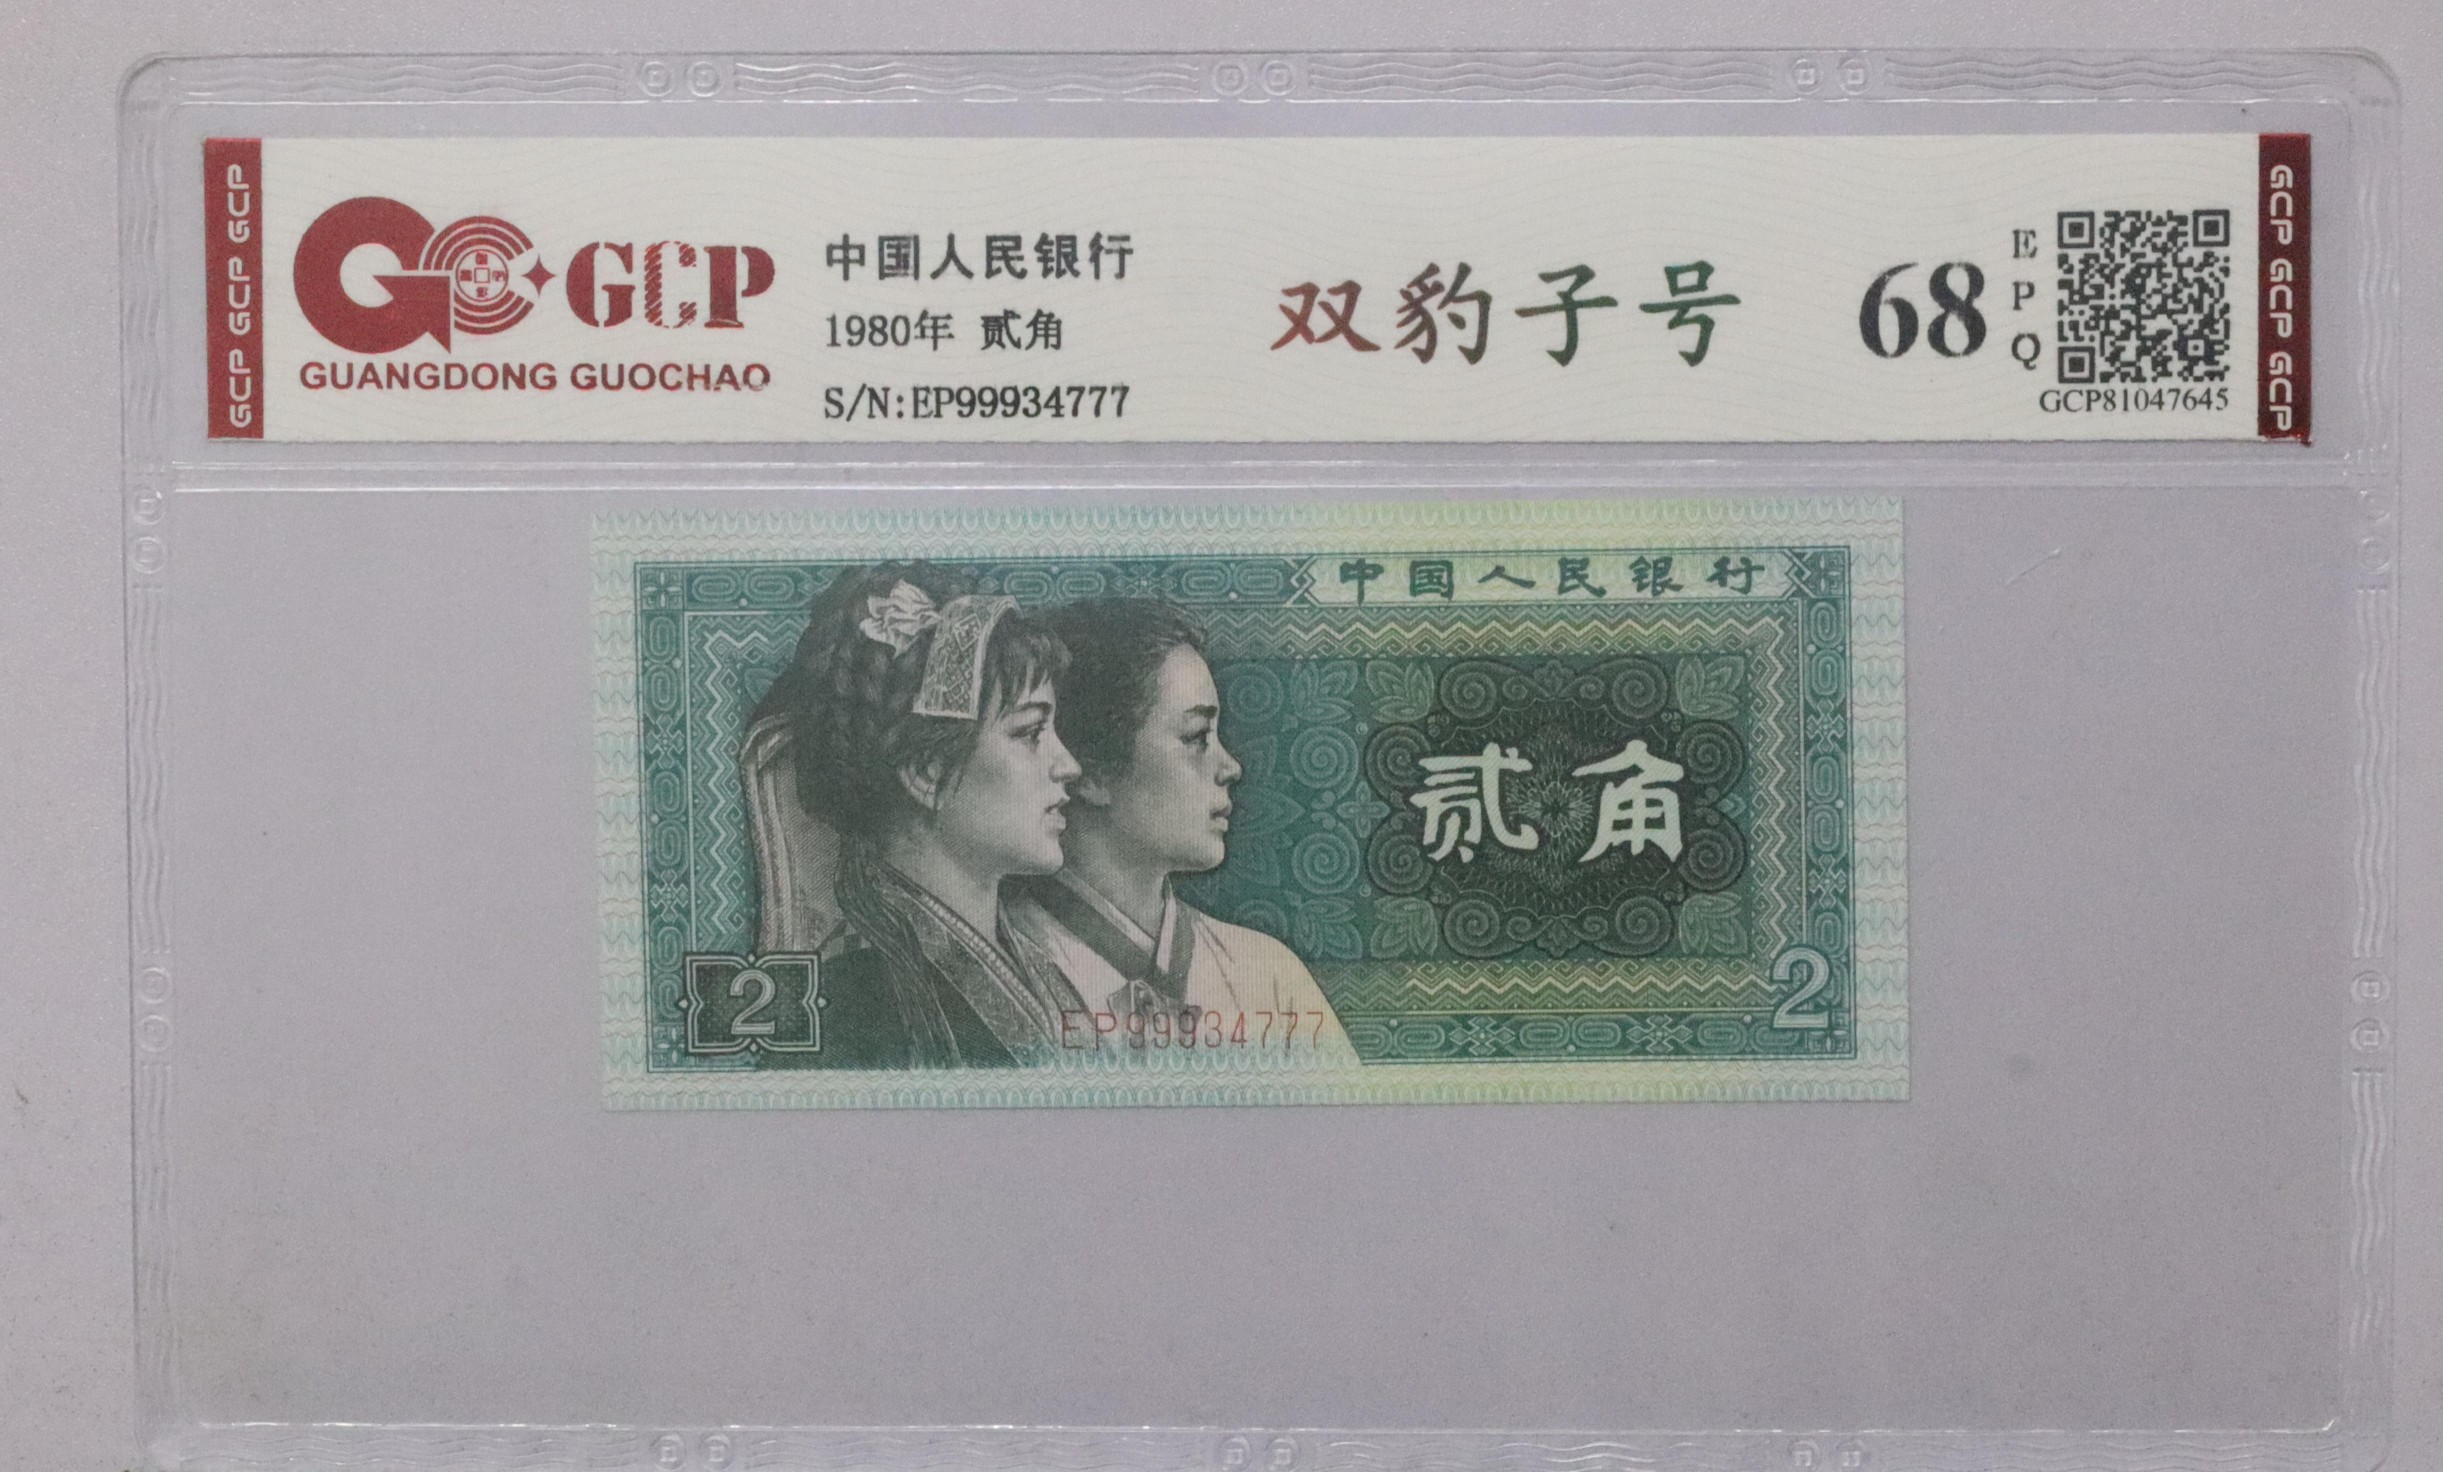 GCP GCP GCP
GCP
GUANGDONG GUOCHAO
中国人民银行
1980年 贰角
S/N:EP99934777
双豹子号
68
E
P
Q
GCP81047645
GCP GCP GCP
中国人民银行
贰角
2
2
EP99934777